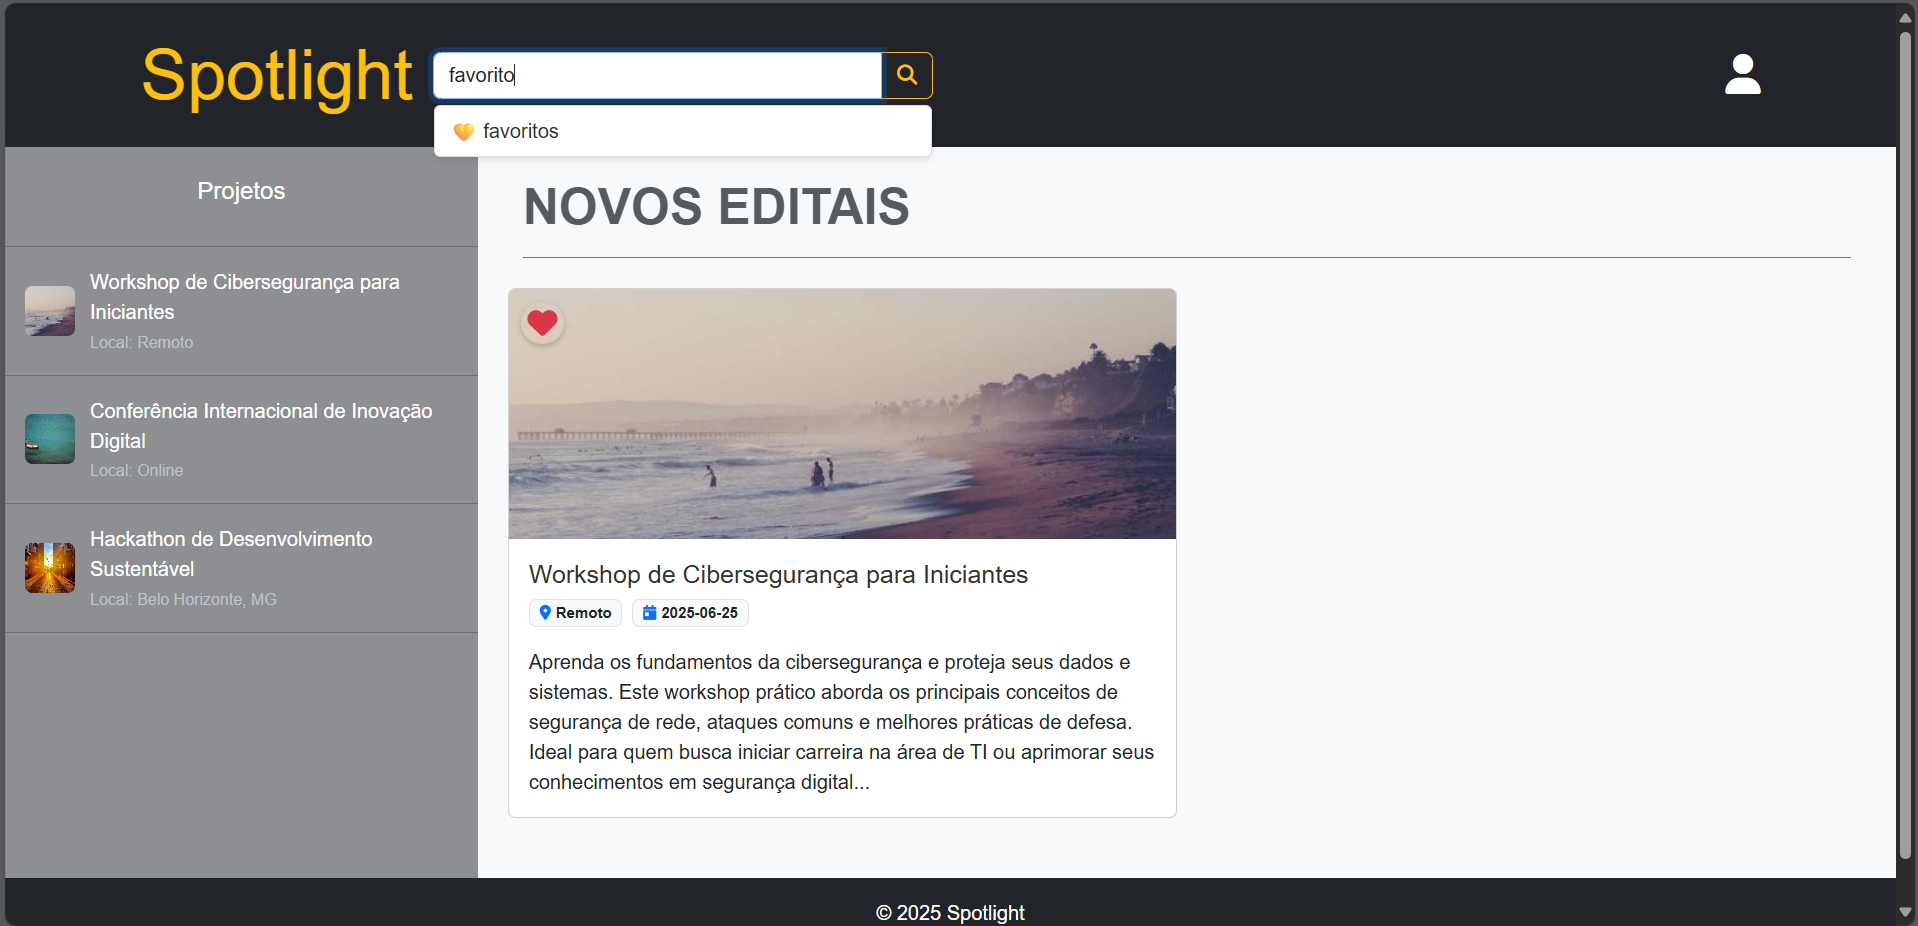 Spotlight
favorito
favoritos
Projetos
Workshop de Cibersegurança para
Iniciantes
Local: Remoto
Conferência Internacional de Inovação
Digital
Local: Online
Hackathon de Desenvolvimento
Sustentável
Local: Belo Horizonte, MG
NOVOS EDITAIS
Workshop de Cibersegurança para Iniciantes
Remoto
2025-06-25
Aprenda os fundamentos da cibersegurança e proteja seus dados e
sistemas. Este workshop prático aborda os principais conceitos de
segurança de rede, ataques comuns e melhores práticas de defesa.
Ideal para quem busca iniciar carreira na área de TI ou aprimorar seus
conhecimentos em segurança digital...
© 2025 Spotlight